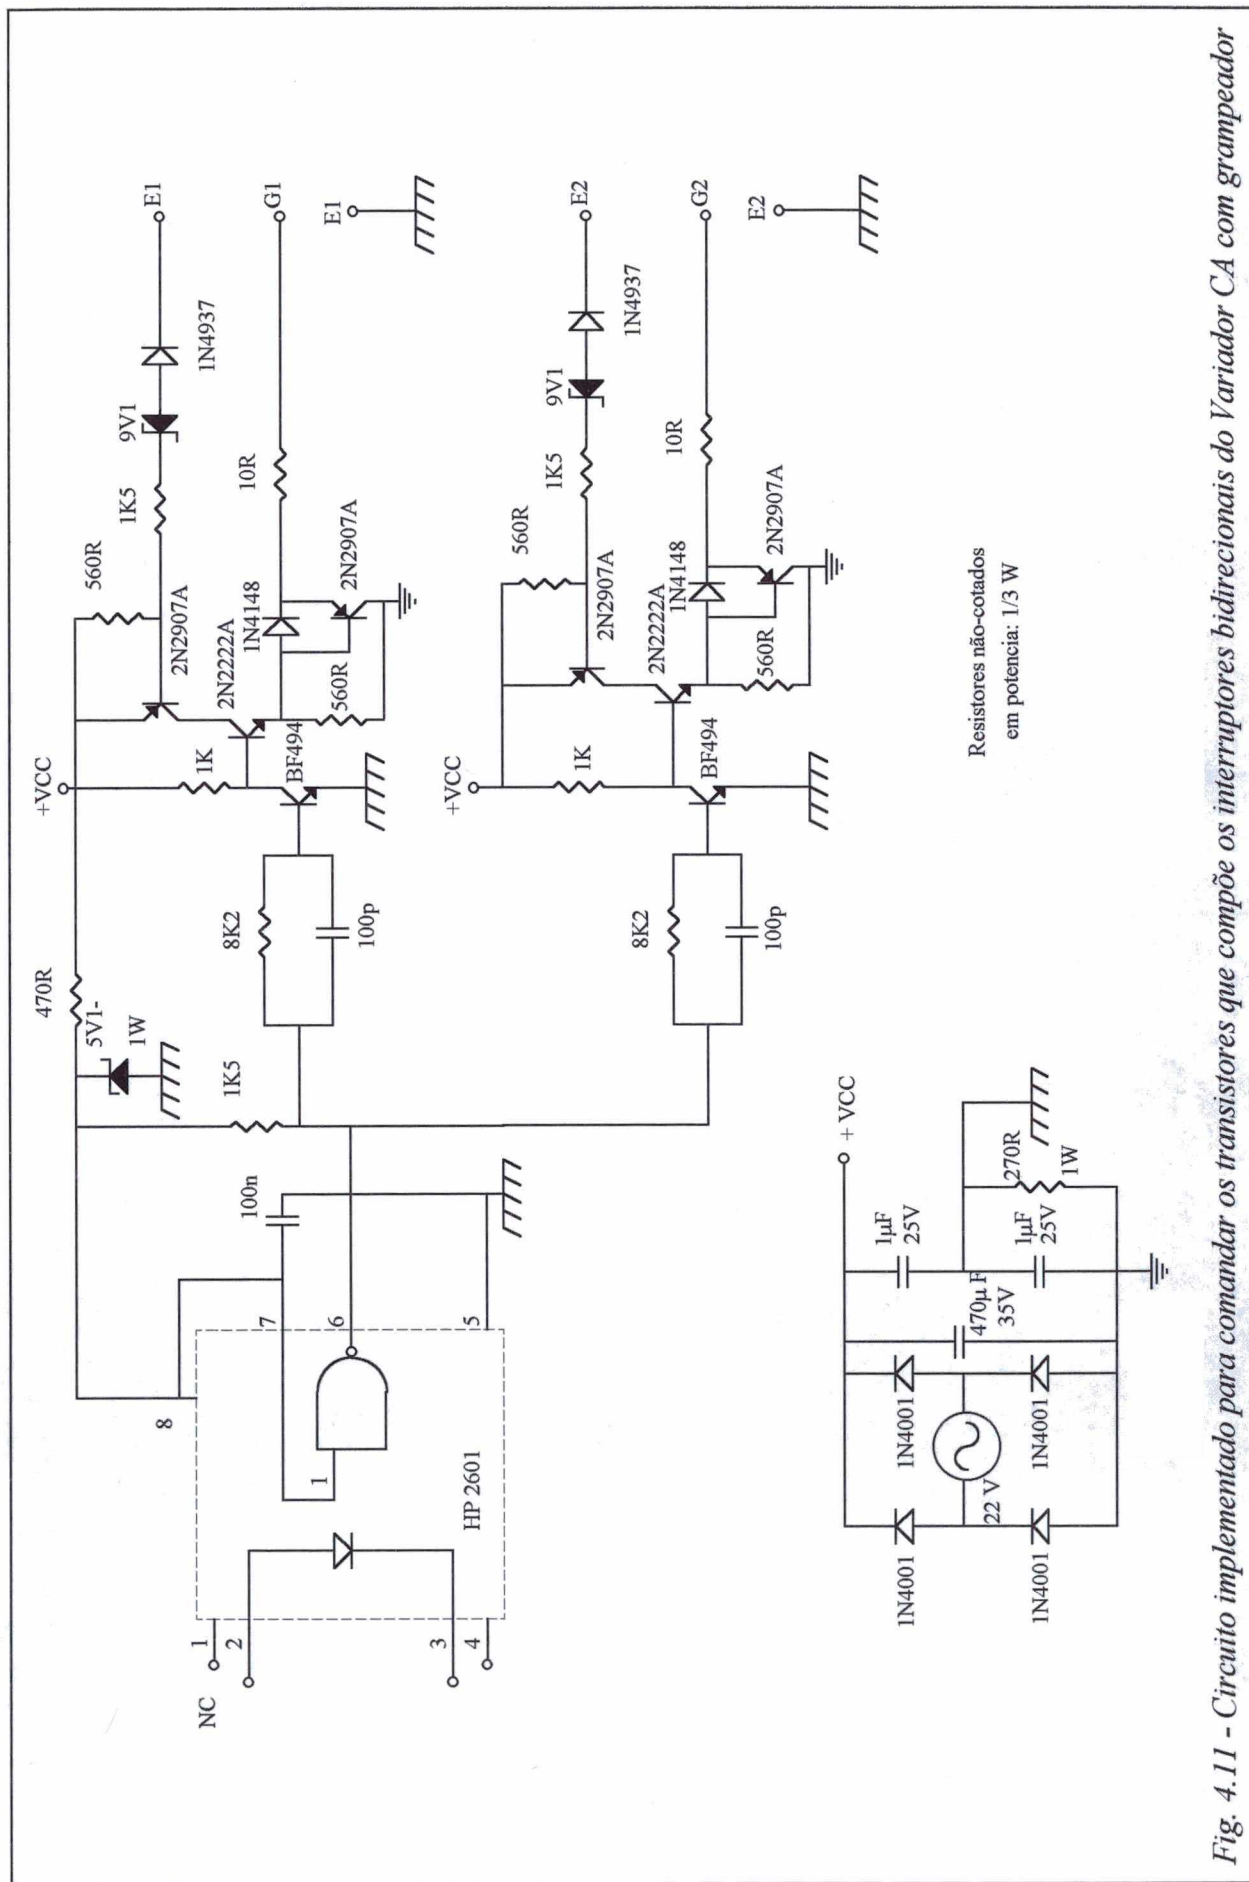 +VCC
470R
5V1-
1W
1K5
100n
8
7
6
5
1
HP 2601
NC
1
2
3
4
8K2
100p
1K
BF494
560R
2N2907A
2N2222A
1N4148
560R
2N2907A
1K5
9V1
1N4937
E1
10R
G1
E1
+VCC
8K2
100p
1K
BF494
560R
2N2907A
2N2222A
1N4148
560R
2N2907A
1K5
9V1
1N4937
E2
10R
G2
E2
Resistores não-cotados
em potencia: 1/3 W
+ VCC
1N4001
1N4001
22 V
1N4001
1N4001
470µ F
35V
1µF
25V
1µF
25V
270R
1W
Fig. 4.11 - Circuito implementado para comandar os transistores que compõe os interruptores bidirecionais do Variador CA com grampeador